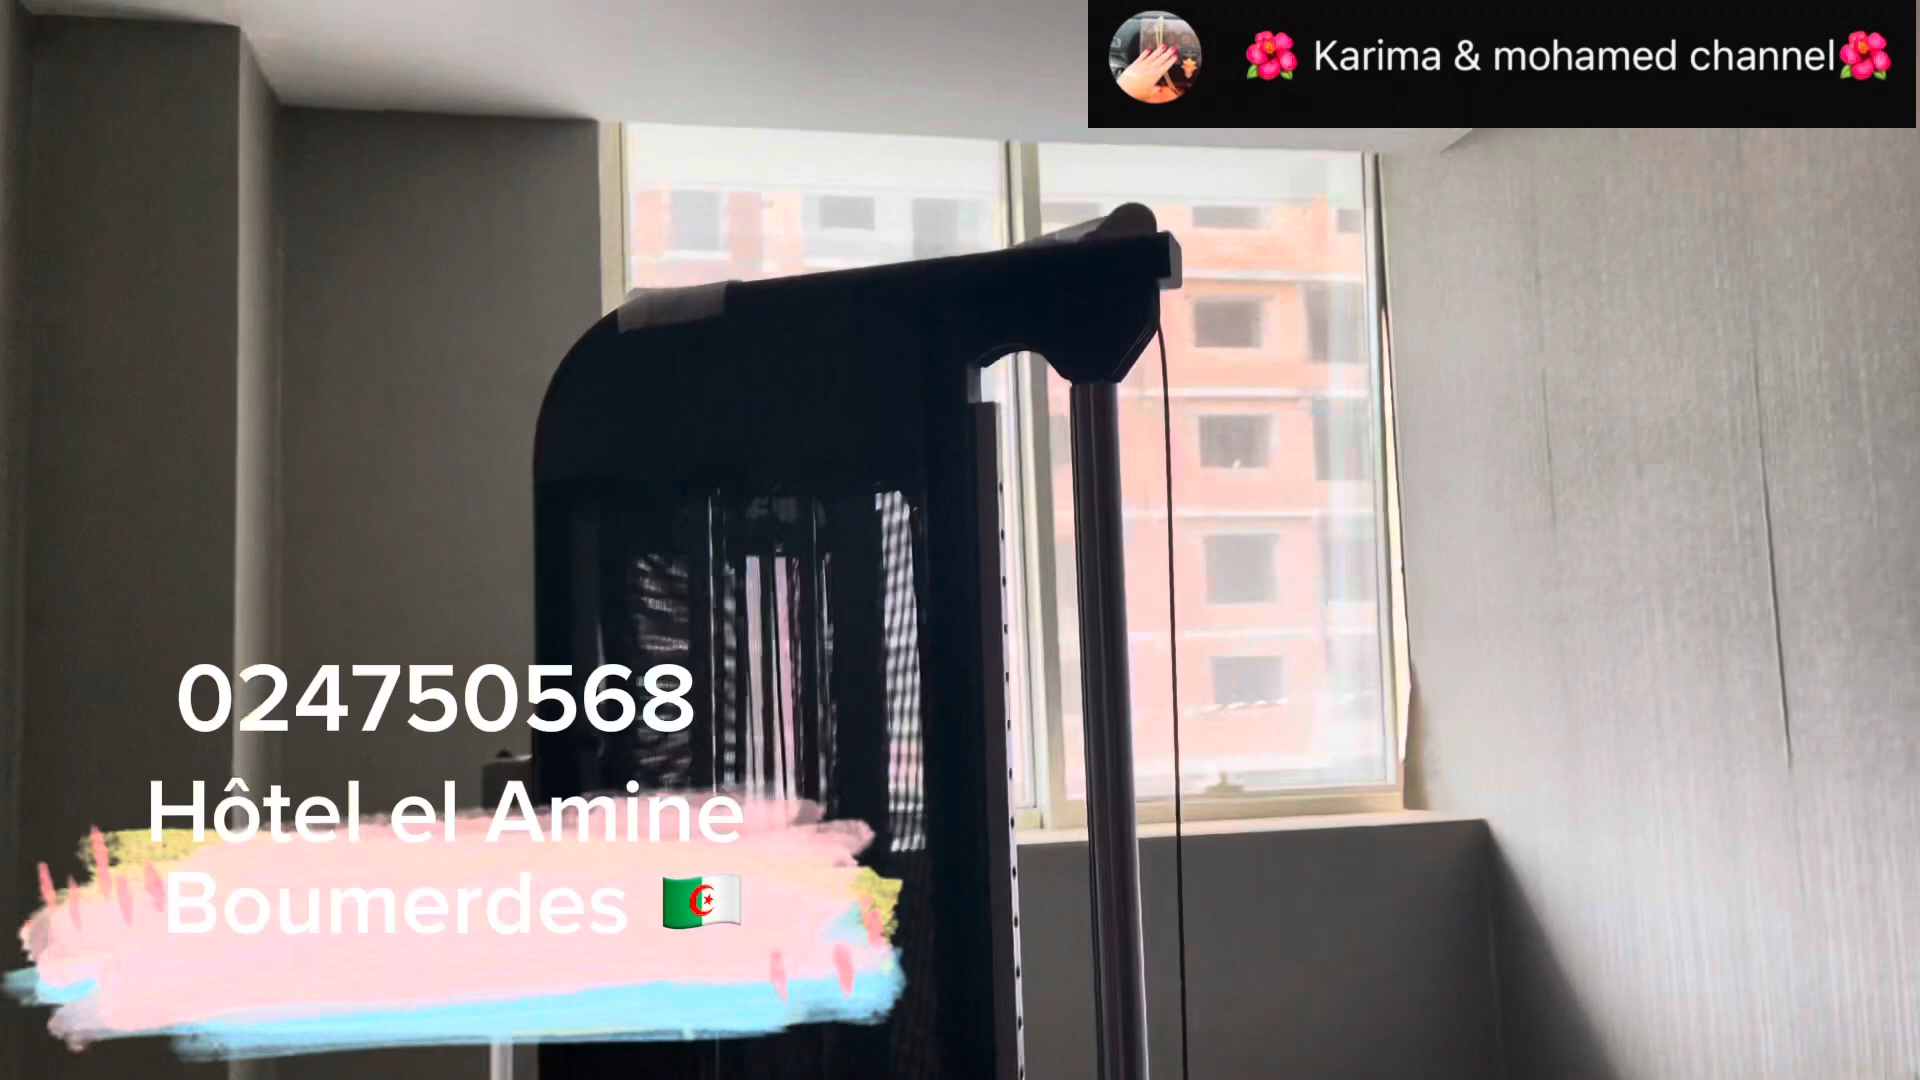 🌺 Karima & mohamed channel🌺
024750568
Hôtel el Amine
Boumerdes 🇩🇿